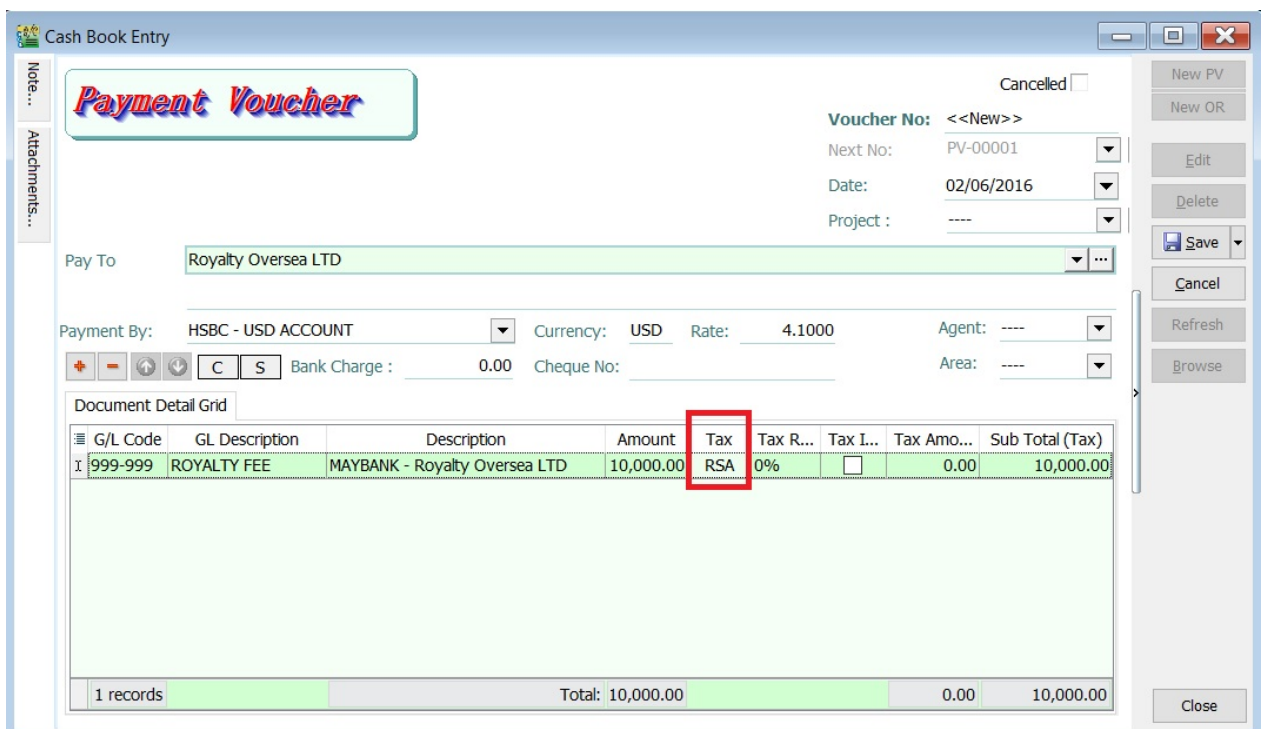 Cash Book Entry
Note...
Attachments...
Payment Voucher
Cancelled
Voucher No: <<New>>
Next No: PV-00001
Date: 02/06/2016
Project : ----
Pay To Royalty Oversea LTD
Payment By: HSBC - USD ACCOUNT Currency: USD Rate: 4.1000 Agent: ----
C S Bank Charge : 0.00 Cheque No: Area: ----
Document Detail Grid
G/L Code GL Description Description Amount Tax Tax R... Tax I... Tax Amo... Sub Total (Tax)
999-999 ROYALTY FEE MAYBANK - Royalty Oversea LTD 10,000.00 RSA 0% 0.00 10,000.00
1 records Total: 10,000.00 0.00 10,000.00
New PV
New OR
Edit
Delete
Save
Cancel
Refresh
Browse
Close